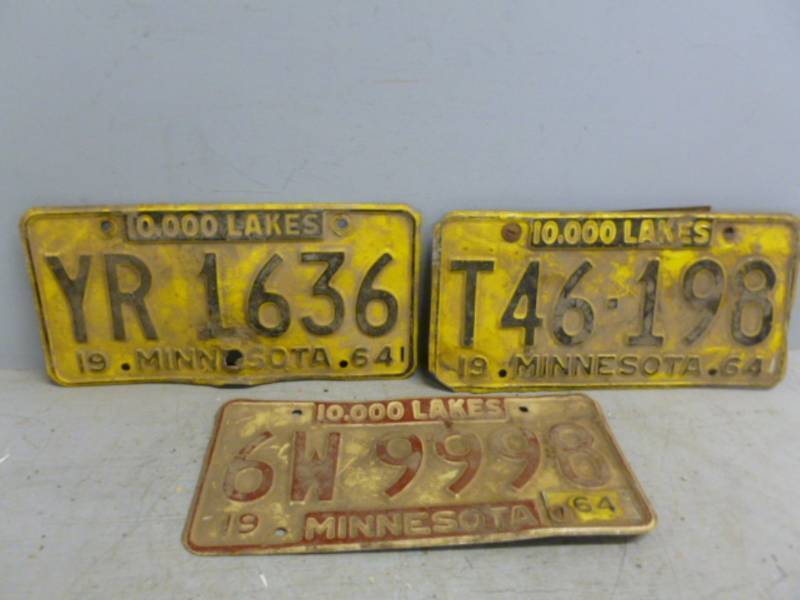 10.000 LAKES
YR 1636
19 MINNESOTA 64
10.000 LAKES
T46·198
19 MINNESOTA 64
10.000 LAKES
6W 9998
19 MINNESOTA 64